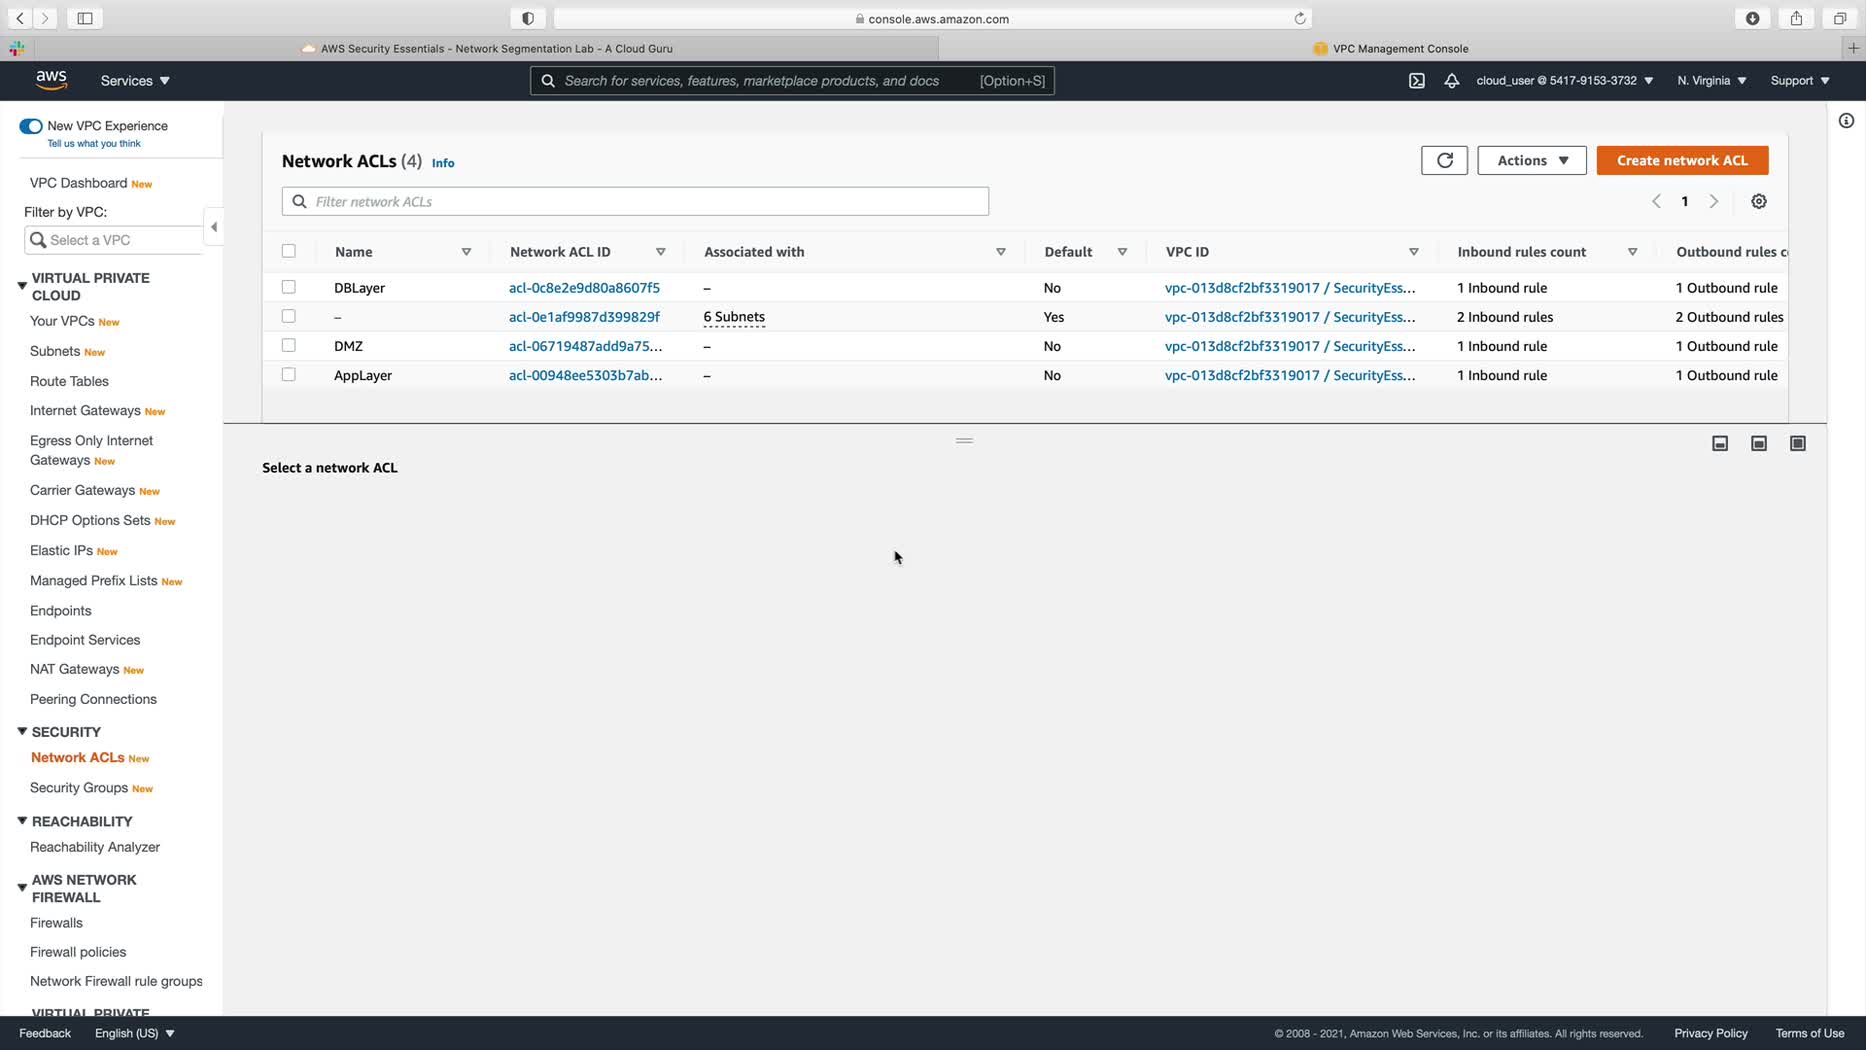 console.aws.amazon.com
AWS Security Essentials - Network Segmentation Lab - A Cloud Guru
VPC Management Console
aws
Services
Search for services, features, marketplace products, and docs [Option+S]
cloud_user @ 5417-9153-3732
N. Virginia
Support
New VPC Experience
Tell us what you think
VPC Dashboard New
Filter by VPC:
Select a VPC
VIRTUAL PRIVATE
CLOUD
Your VPCs New
Subnets New
Route Tables
Internet Gateways New
Egress Only Internet
Gateways New
Carrier Gateways New
DHCP Options Sets New
Elastic IPs New
Managed Prefix Lists New
Endpoints
Endpoint Services
NAT Gateways New
Peering Connections
SECURITY
Network ACLs New
Security Groups New
REACHABILITY
Reachability Analyzer
AWS NETWORK
FIREWALL
Firewalls
Firewall policies
Network Firewall rule groups
VIRTUAL PRIVATE
Network ACLs (4) Info
Actions
Create network ACL
Filter network ACLs
1
Name Network ACL ID Associated with Default VPC ID Inbound rules count Outbound rules c
DBLayer acl-0c8e2e9d80a8607f5 – No vpc-013d8cf2bf3319017 / SecurityEss... 1 Inbound rule 1 Outbound rule
– acl-0e1af9987d399829f 6 Subnets Yes vpc-013d8cf2bf3319017 / SecurityEss... 2 Inbound rules 2 Outbound rules
DMZ acl-06719487add9a75... – No vpc-013d8cf2bf3319017 / SecurityEss... 1 Inbound rule 1 Outbound rule
AppLayer acl-00948ee5303b7ab... – No vpc-013d8cf2bf3319017 / SecurityEss... 1 Inbound rule 1 Outbound rule
Select a network ACL
Feedback
English (US)
© 2008 - 2021, Amazon Web Services, Inc. or its affiliates. All rights reserved.
Privacy Policy
Terms of Use